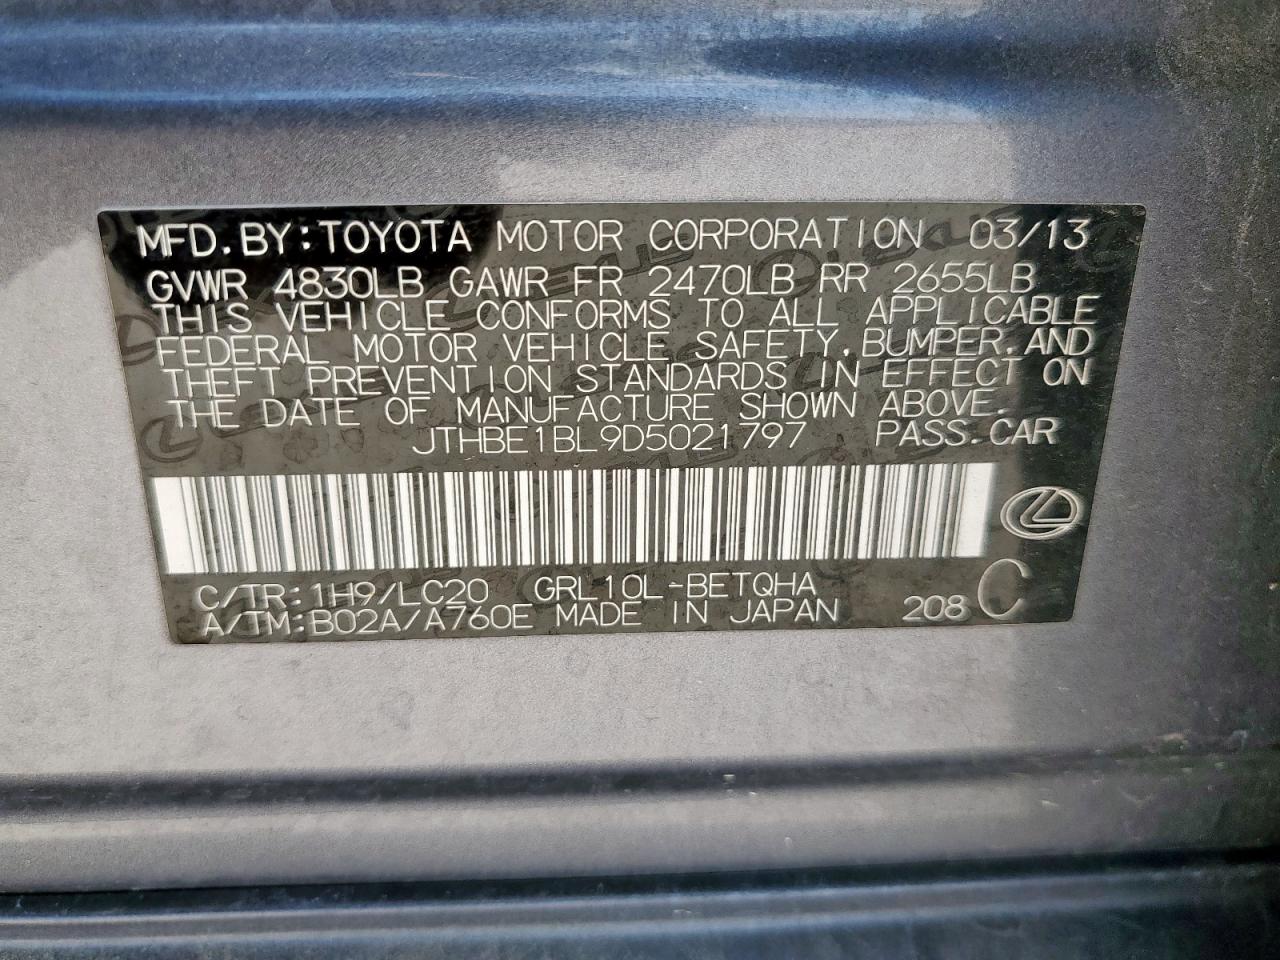 MFD.BY:TOYOTA MOTOR CORPORATION 03/13
GVWR 4830LB GAWR FR 2470LB RR 2655LB
THIS VEHICLE CONFORMS TO ALL APPLICABLE
FEDERAL MOTOR VEHICLE SAFETY,BUMPER,AND
THEFT PREVENTION STANDARDS IN EFFECT ON
THE DATE OF MANUFACTURE SHOWN ABOVE.
JTHBE1BL9D5021797 PASS.CAR
C/TR:1H9/LC20 GRL10L-BETQHA
A/TM:B02A/A760E MADE IN JAPAN 208 C